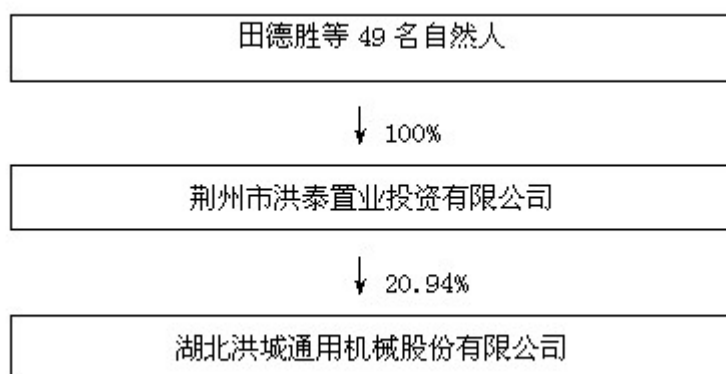 田德胜等 49 名自然人
100%
荆州市洪泰置业投资有限公司
20.94%
湖北洪城通用机械股份有限公司